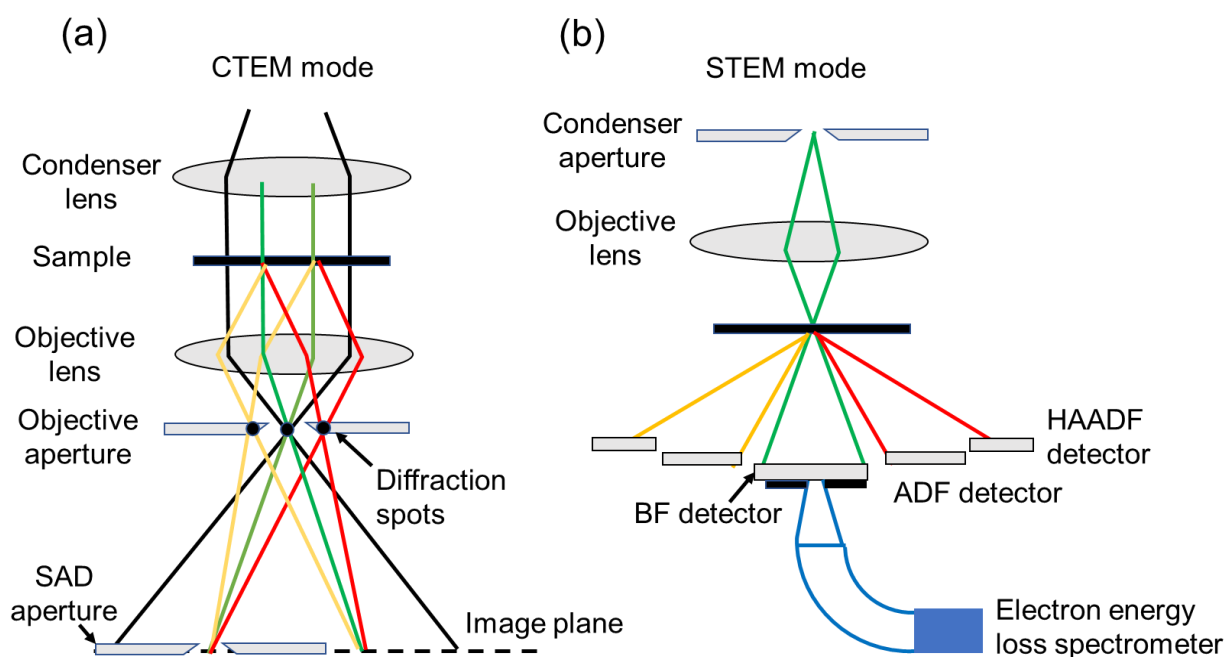 (a)
CTEM mode
Condenser
lens
Sample
Objective
lens
Objective
aperture
Diffraction
spots
SAD
aperture
Image plane
(b)
STEM mode
Condenser
aperture
Objective
lens
HAADF
detector
ADF detector
BF detector
Electron energy
loss spectrometer